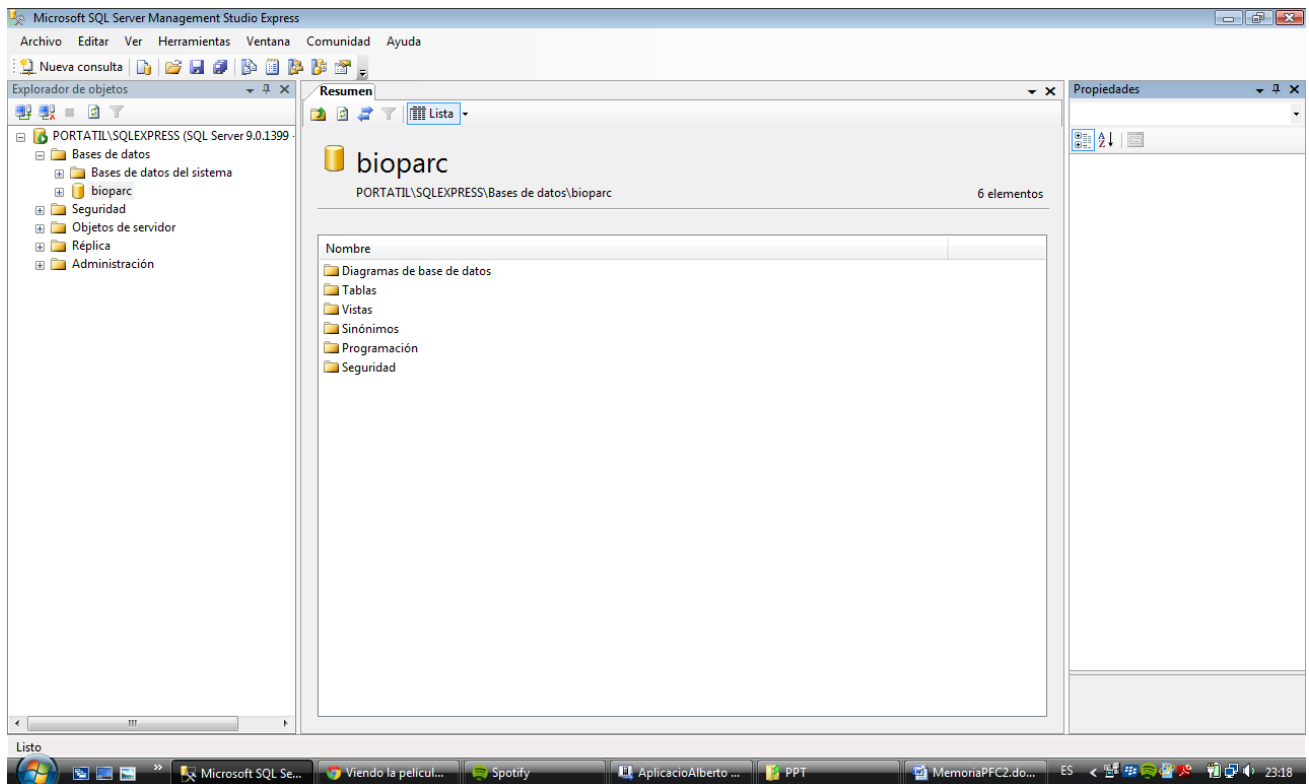 Microsoft SQL Server Management Studio Express
Archivo Editar Ver Herramientas Ventana Comunidad Ayuda
Nueva consulta
Explorador de objetos
PORTATIL\SQLEXPRESS (SQL Server 9.0.1399 -
Bases de datos
Bases de datos del sistema
bioparc
Seguridad
Objetos de servidor
Réplica
Administración
Resumen
Lista
bioparc
PORTATIL\SQLEXPRESS\Bases de datos\bioparc
6 elementos
Nombre
Diagramas de base de datos
Tablas
Vistas
Sinónimos
Programación
Seguridad
Propiedades
Listo
Microsoft SQL Se... Viendo la películ... Spotify AplicacioAlberto ... PPT MemoriaPFC2.do... ES 23:18